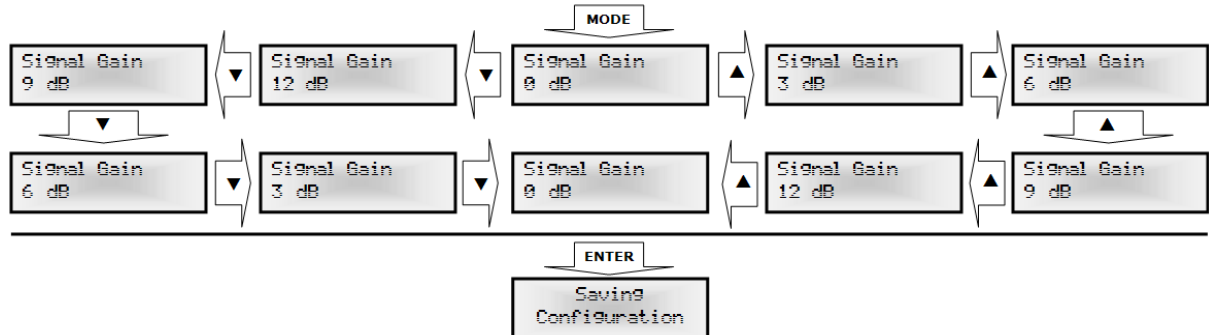 MODE
Signal Gain
9 dB
▼
Signal Gain
12 dB
▼
Signal Gain
0 dB
▲
Signal Gain
3 dB
▲
Signal Gain
6 dB
▼
▲
Signal Gain
6 dB
▼
Signal Gain
3 dB
▼
Signal Gain
0 dB
▲
Signal Gain
12 dB
▲
Signal Gain
9 dB
ENTER
Saving
Configuration